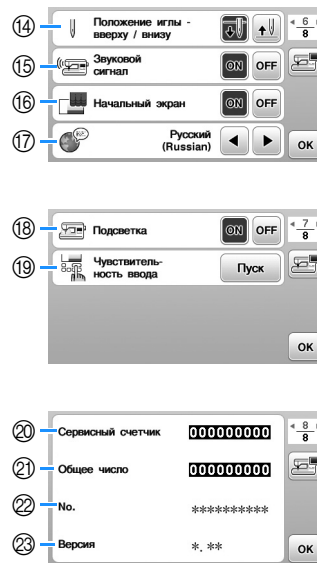 ⑭ Положение иглы - 6
вверху / внизу 8
⑮ Звуковой ON OFF
сигнал
⑯ Начальный экран ON OFF
⑰ Русский
(Russian) OK
⑱ Подсветка ON OFF 7
8
⑲ Чувствитель-
ность ввода Пуск
OK
⑳ Сервисный счетчик 000000000 8
8
㉑ Общее число 000000000
㉒ No. **********
㉓ Версия *. ** OK